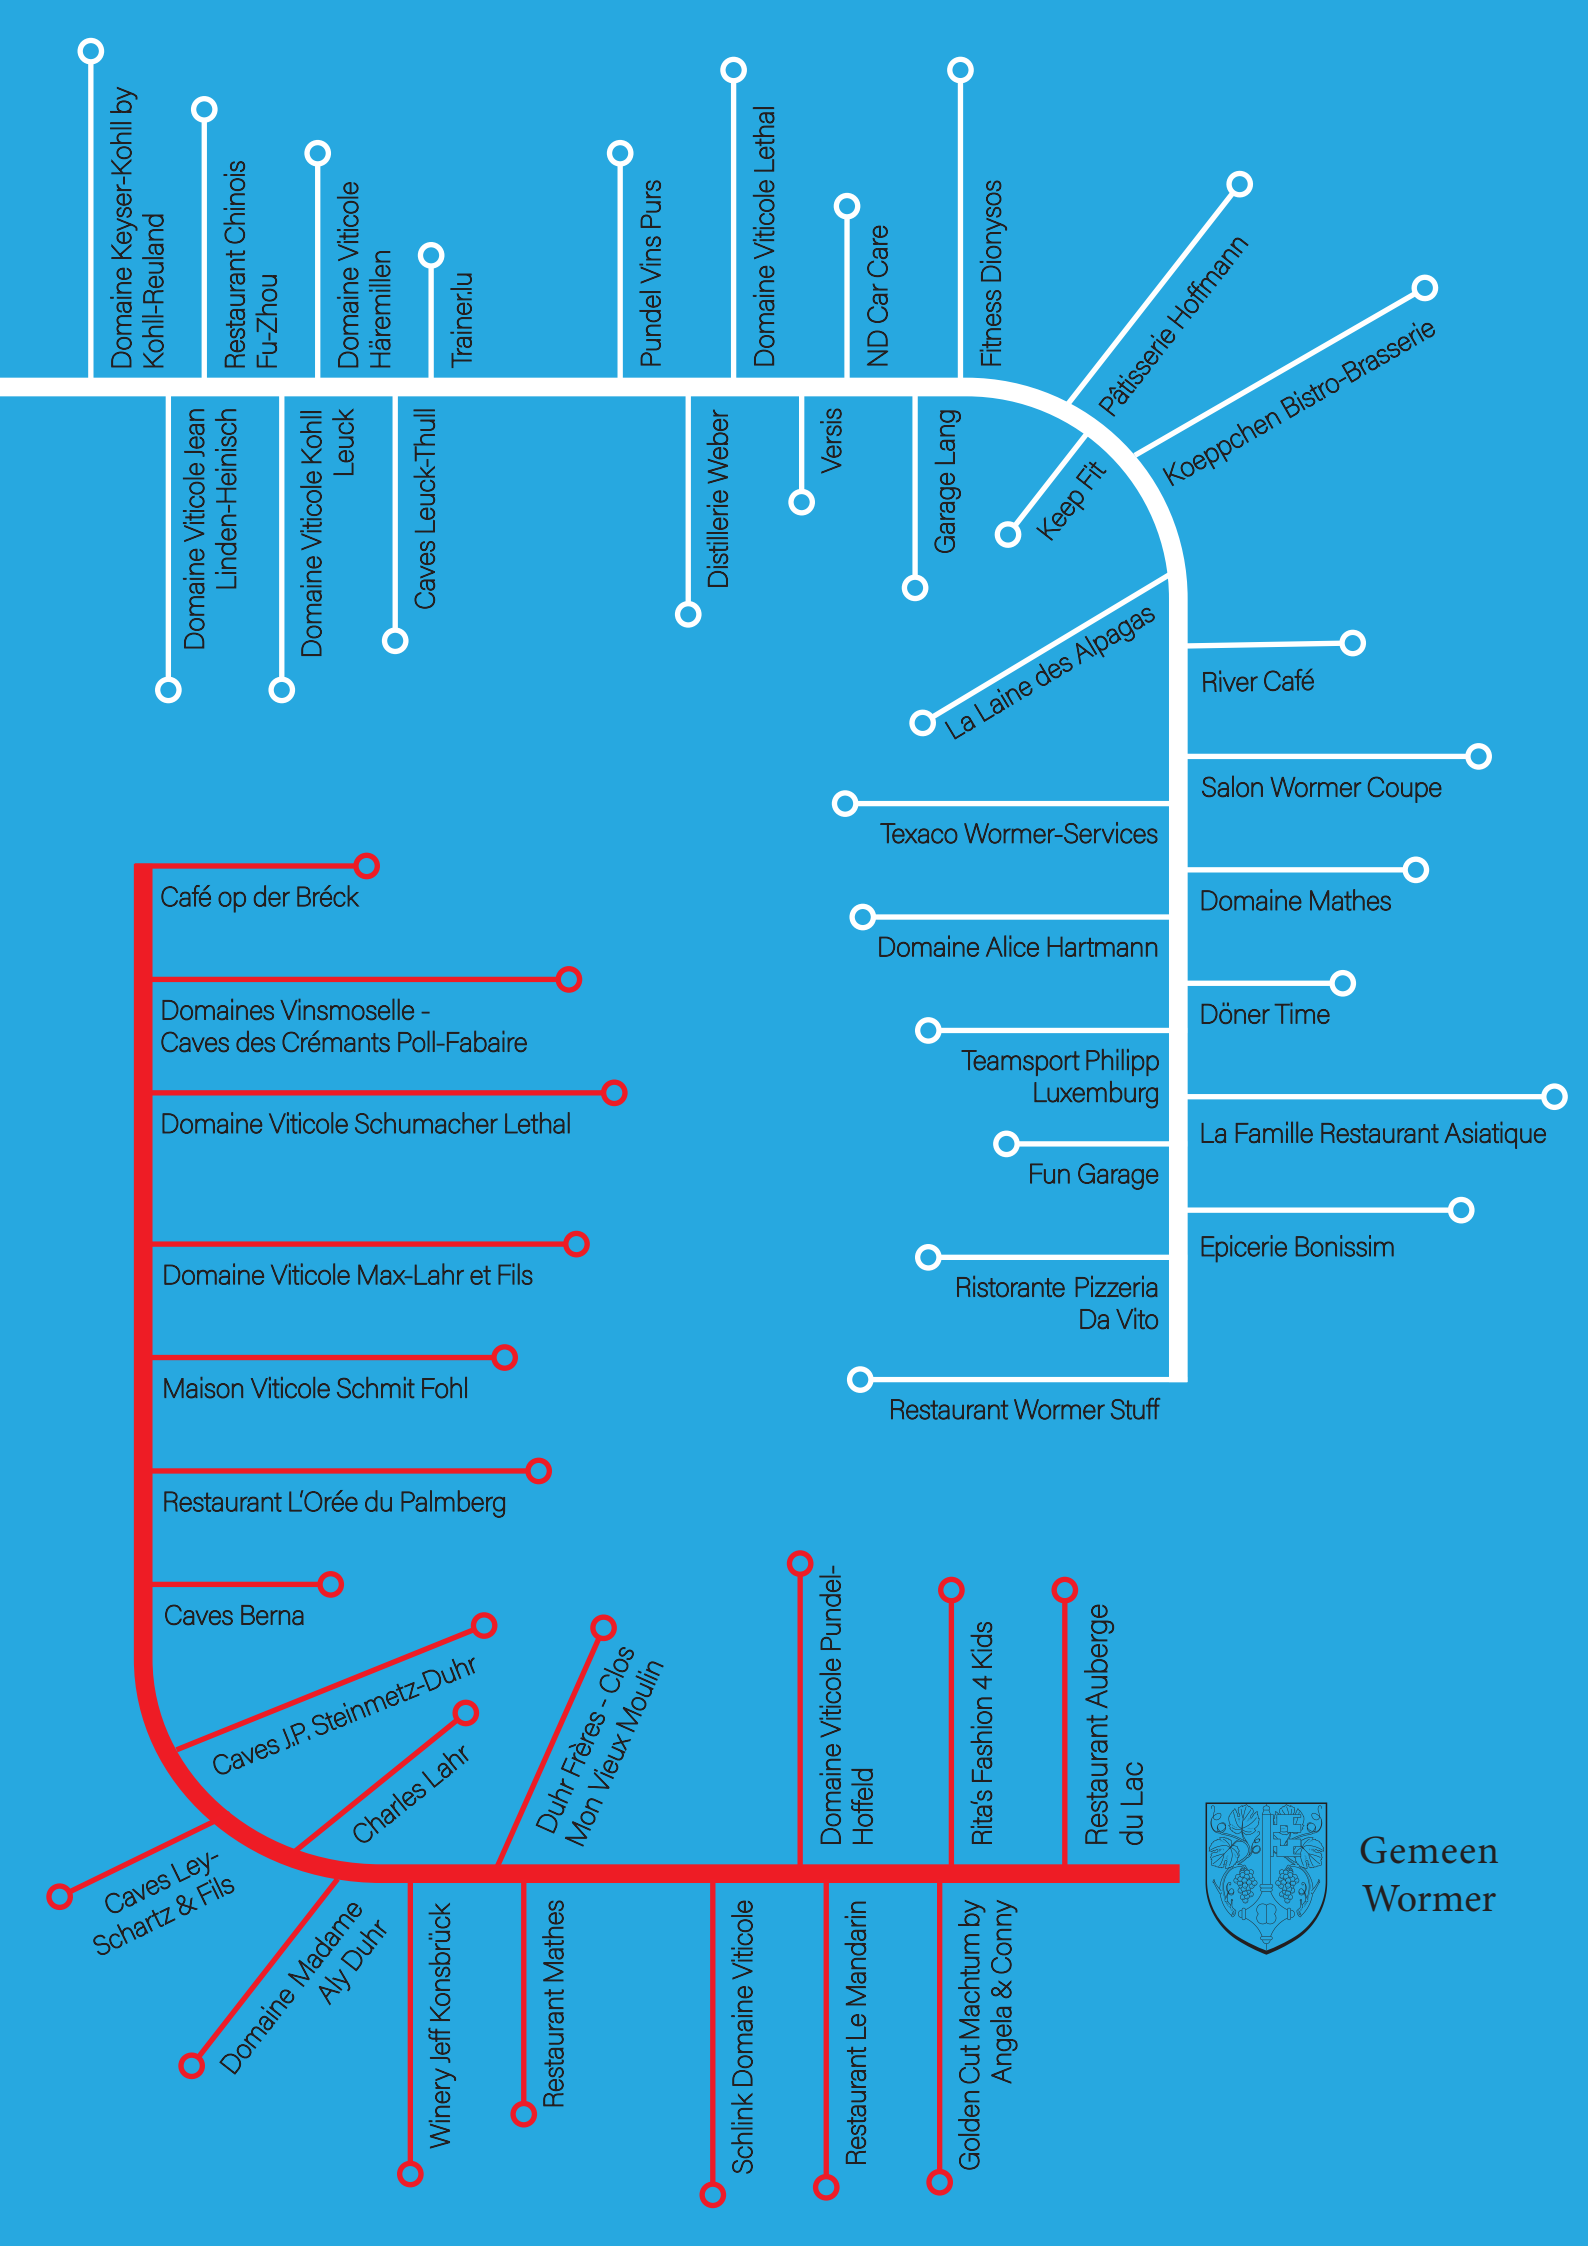 Domaine Keyser-Kohll by
Kohll-Reuland
Restaurant Chinois
Fu-Zhou
Domaine Viticole
Häremillen
Trainer.lu
Pundel Vins Purs
Domaine Viticole Lethal
ND Car Care
Fitness Dionysos
Pâtisserie Hoffmann
Koeppchen Bistro-Brasserie
Domaine Viticole Jean
Linden-Heinisch
Domaine Viticole Kohll
Leuck
Caves Leuck-Thull
Distillerie Weber
Versis
Garage Lang
Keep Fit
La Laine des Alpagas
River Café
Salon Wormer Coupe
Texaco Wormer-Services
Domaine Mathes
Domaine Alice Hartmann
Döner Time
Teamsport Philipp
Luxemburg
La Famille Restaurant Asiatique
Fun Garage
Epicerie Bonissim
Ristorante Pizzeria
Da Vito
Restaurant Wormer Stuff
Café op der Bréck
Domaines Vinsmoselle -
Caves des Crémants Poll-Fabaire
Domaine Viticole Schumacher Lethal
Domaine Viticole Max-Lahr et Fils
Maison Viticole Schmit Fohl
Restaurant L‘Orée du Palmberg
Caves Berna
Caves J.P. Steinmetz-Duhr
Charles Lahr
Duhr Frères - Clos
Mon Vieux Moulin
Domaine Viticole Pundel-
Hoffeld
Rita‘s Fashion 4 Kids
Restaurant Auberge
du Lac
Caves Ley-
Schartz & Fils
Domaine Madame
Aly Duhr
Winery Jeff Konsbrück
Restaurant Mathes
Schlink Domaine Viticole
Restaurant Le Mandarin
Golden Cut Machtum by
Angela & Conny
Gemeen
Wormer